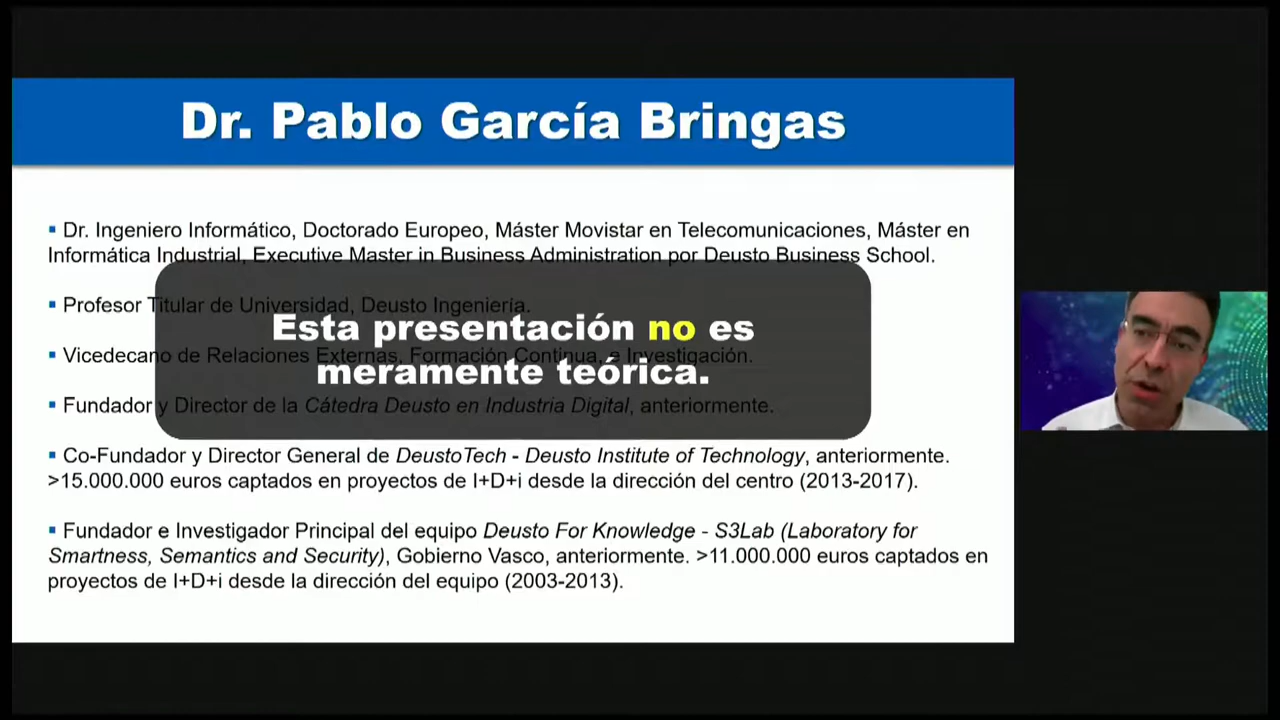 Dr. Pablo García Bringas
▪ Dr. Ingeniero Informático, Doctorado Europeo, Máster Movistar en Telecomunicaciones, Máster en
Informática Industrial, Executive Master in Business Administration por Deusto Business School.
▪ Profesor Titular de Universidad, Deusto Ingeniería.
Esta presentación no es
▪ Vicedecano de Relaciones Externas, Formación Continua, e Investigación.
meramente teórica.
▪ Fundador y Director de la Cátedra Deusto en Industria Digital, anteriormente.
▪ Co-Fundador y Director General de DeustoTech - Deusto Institute of Technology, anteriormente.
>15.000.000 euros captados en proyectos de I+D+i desde la dirección del centro (2013-2017).
▪ Fundador e Investigador Principal del equipo Deusto For Knowledge - S3Lab (Laboratory for
Smartness, Semantics and Security), Gobierno Vasco, anteriormente. >11.000.000 euros captados en
proyectos de I+D+i desde la dirección del equipo (2003-2013).